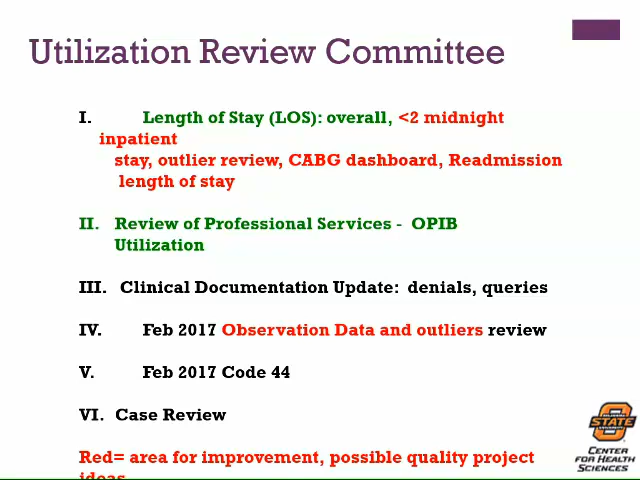 Utilization Review Committee
I. Length of Stay (LOS): overall, <2 midnight
inpatient
stay, outlier review, CABG dashboard, Readmission
length of stay
II. Review of Professional Services - OPIB
Utilization
III. Clinical Documentation Update: denials, queries
IV. Feb 2017 Observation Data and outliers review
V. Feb 2017 Code 44
VI. Case Review
Red= area for improvement, possible quality project
ideas
STATE
CENTER
FOR HEALTH
SCIENCES